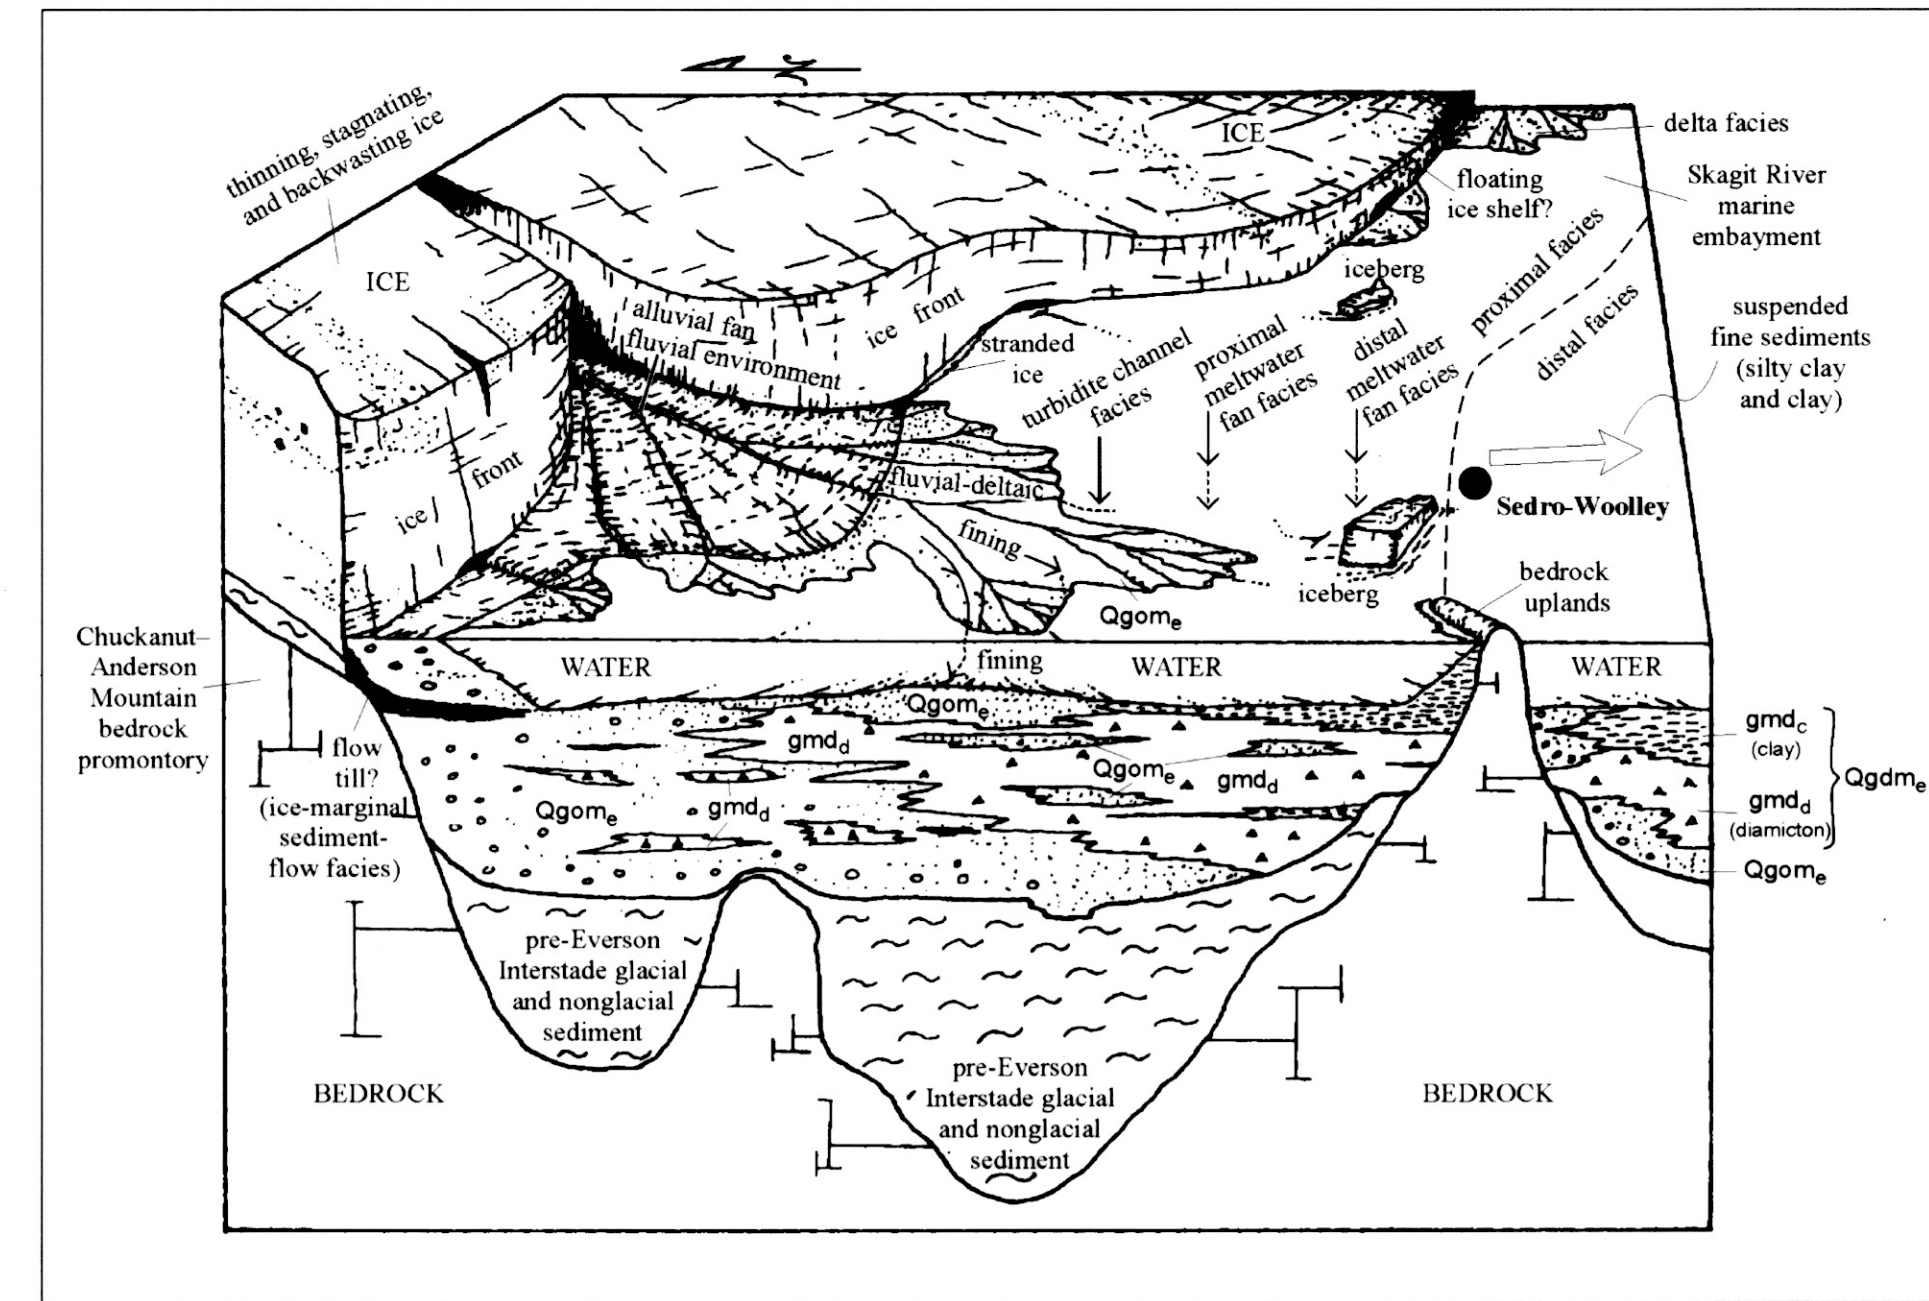 thinning, stagnating,
and backwasting ice
ICE
ICE
delta facies
floating
ice shelf?
Skagit River
marine
embayment
iceberg
proximal facies
distal facies
suspended
fine sediments
(silty clay
and clay)
alluvial fan
fluvial environment
ice front
stranded
ice
turbidite channel
facies
proximal
meltwater
fan facies
distal
meltwater
fan facies
ice
front
fluvial-deltaic
fining
Sedro-Woolley
iceberg
bedrock
uplands
Qgomₑ
Chuckanut–
Anderson
Mountain
bedrock
promontory
WATER
fining
WATER
WATER
Qgomₑ
gmd_d
Qgomₑ
gmd_d
flow
till?
(ice-marginal
sediment-
flow facies)
Qgomₑ
gmd_d
gmd_c
(clay)
gmd_d
(diamicton)
Qgdmₑ
Qgomₑ
pre-Everson
Interstade glacial
and nonglacial
sediment
pre-Everson
Interstade glacial
and nonglacial
sediment
BEDROCK
BEDROCK